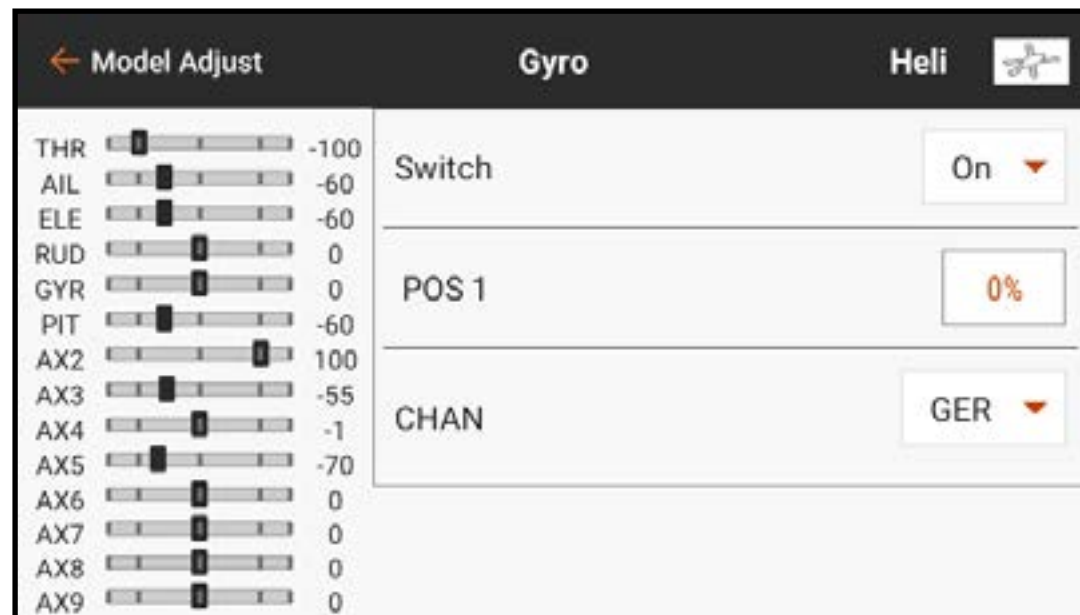 ← Model Adjust Gyro Heli
THR -100
AIL -60
ELE -60
RUD 0
GYR 0
PIT -60
AX2 100
AX3 -55
AX4 -1
AX5 -70
AX6 0
AX7 0
AX8 0
AX9 0
Switch On
POS 1 0%
CHAN GER